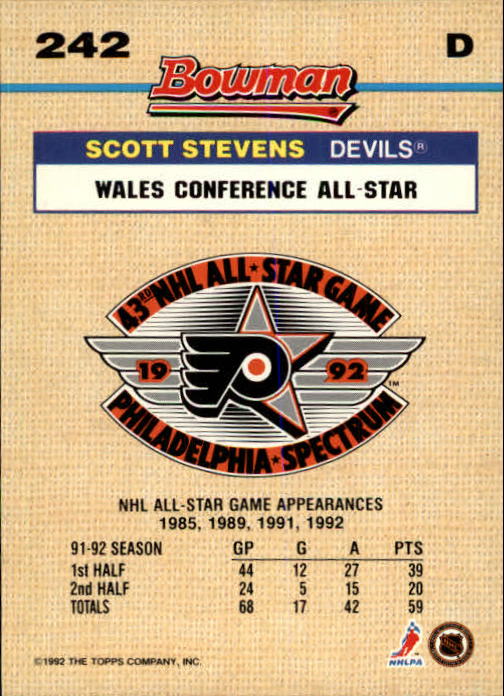 242 D
Bowman
SCOTT STEVENS DEVILS®
WALES CONFERENCE ALL-STAR
43RD NHL ALL★STAR GAME
19 92
™
PHILADELPHIA★SPECTRUM
NHL ALL-STAR GAME APPEARANCES
1985, 1989, 1991, 1992
91-92 SEASON GP G A PTS
1st HALF 44 12 27 39
2nd HALF 24 5 15 20
TOTALS 68 17 42 59
NHLPA
©1992 THE TOPPS COMPANY, INC.